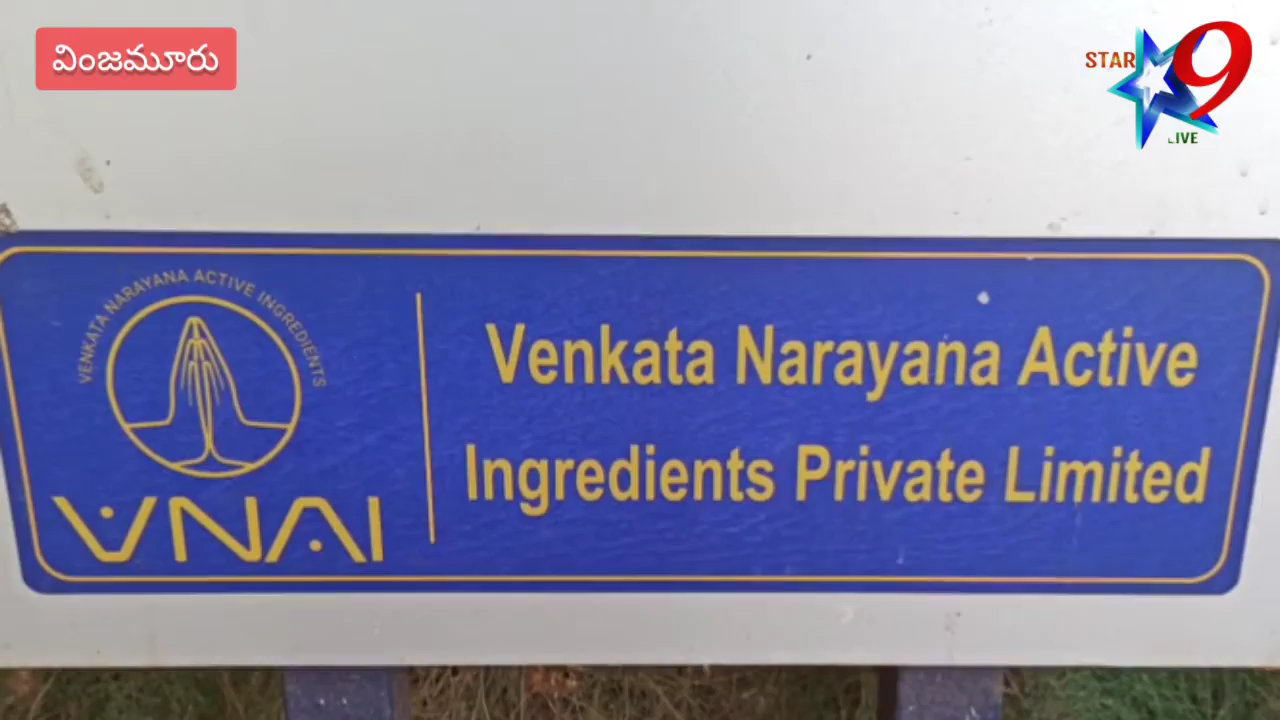 వింజమూరు
STAR 9
LIVE
VENKATA NARAYANA ACTIVE INGREDIENTS
VNAI
Venkata Narayana Active
Ingredients Private Limited